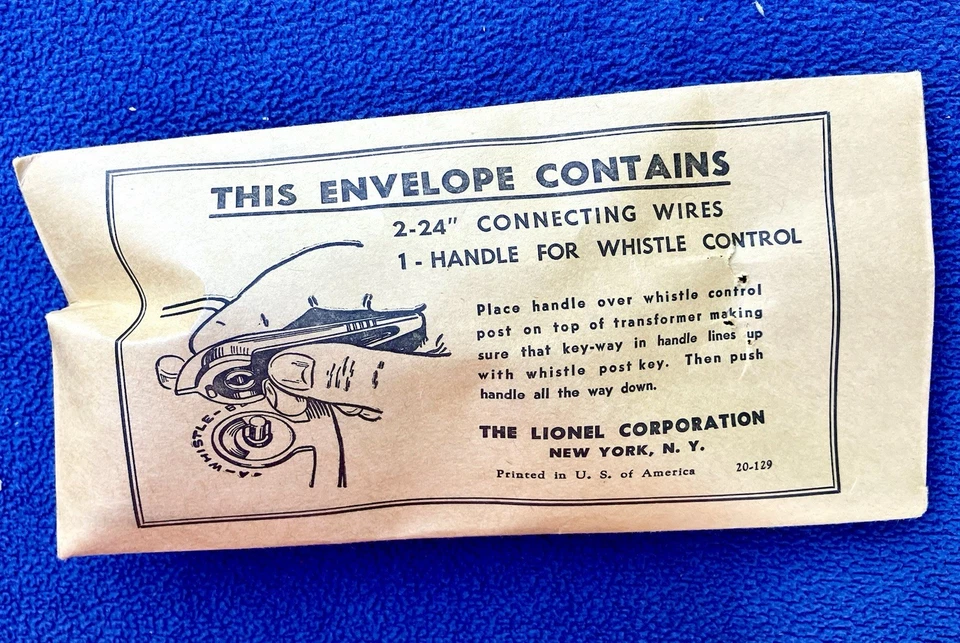 THIS ENVELOPE CONTAINS
2-24" CONNECTING WIRES
1 - HANDLE FOR WHISTLE CONTROL
Place handle over whistle control
post on top of transformer making
sure that key-way in handle lines up
with whistle post key. Then push
handle all the way down.
THE LIONEL CORPORATION
NEW YORK, N. Y.
Printed in U. S. of America
20-129
A-WHISTLE-B